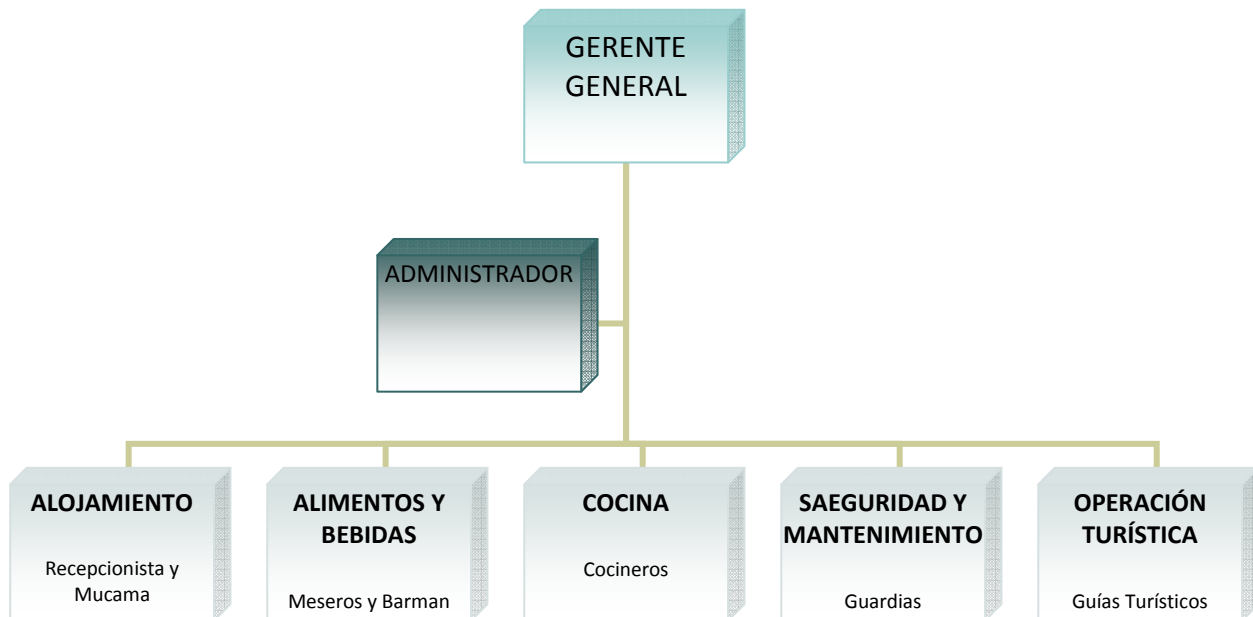 GERENTE
GENERAL
ADMINISTRADOR
ALOJAMIENTO
Recepcionista y
Mucama
ALIMENTOS Y
BEBIDAS
Meseros y Barman
COCINA
Cocineros
SAEGURIDAD Y
MANTENIMIENTO
Guardias
OPERACIÓN
TURÍSTICA
Guías Turísticos